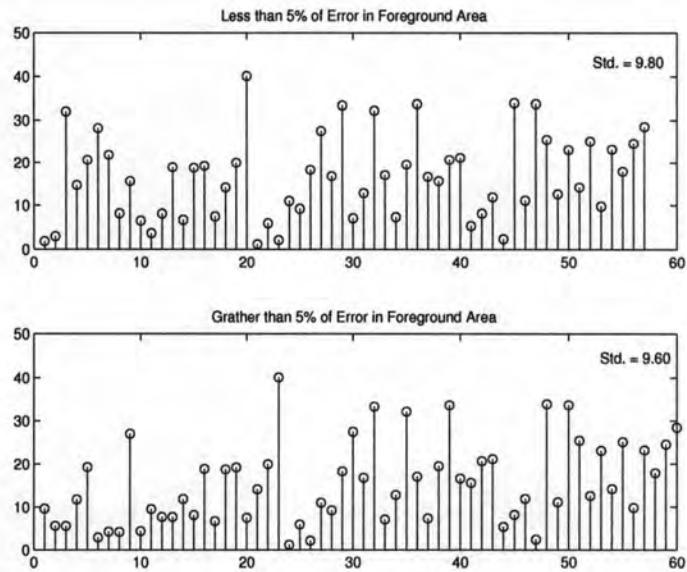 Less than 5% of Error in Foreground Area
50
Std. = 9.80
40
30
20
10
0
0 10 20 30 40 50 60
Grather than 5% of Error in Foreground Area
50
Std. = 9.60
40
30
20
10
0
0 10 20 30 40 50 60